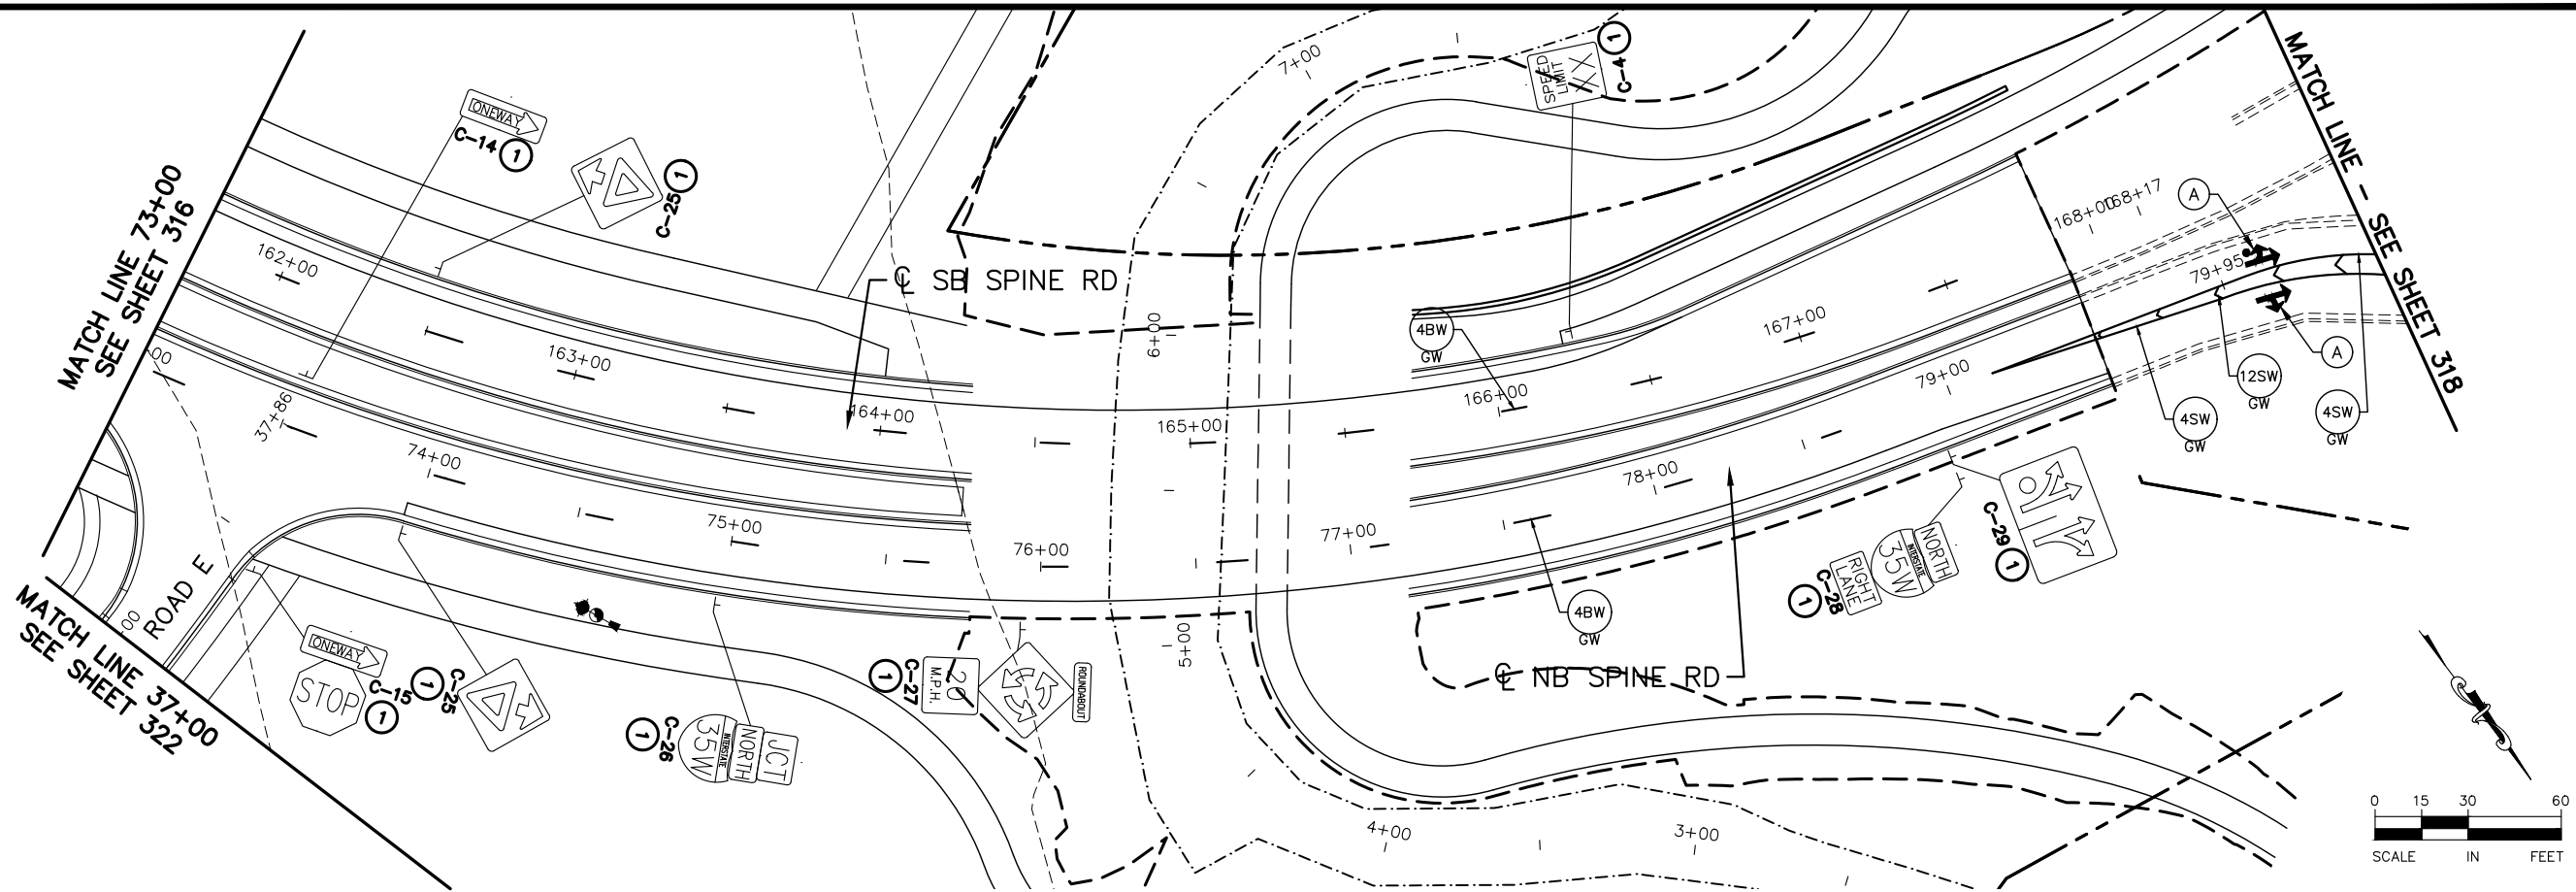 MATCH LINE 73+00
SEE SHEET 316
ONEWAY
C-14 1
C-25 1
162+00
163+00
164+00
165+00
166+00
167+00
168+00
168+17
℄ SB SPINE RD
7+00
6+00
5+00
4+00
3+00
SPEED
LIMIT
XX
C-4 1
4BW
GW
MATCH LINE - SEE SHEET 318
A
79+95
A
12SW
GW
4SW
GW
4SW
GW
00
37+86
74+00
75+00
76+00
77+00
78+00
79+00
ROAD E
00
MATCH LINE 37+00
SEE SHEET 322
ONEWAY
STOP
C-15
1
C-25
1
JCT
NORTH
INTERSTATE
35W
C-26
1
ROUNDABOUT
20
M.P.H.
C-27
1
4BW
GW
℄ NB SPINE RD
NORTH
INTERSTATE
35W
RIGHT
LANE
C-28
1
C-29
1
0 15 30 60
SCALE IN FEET